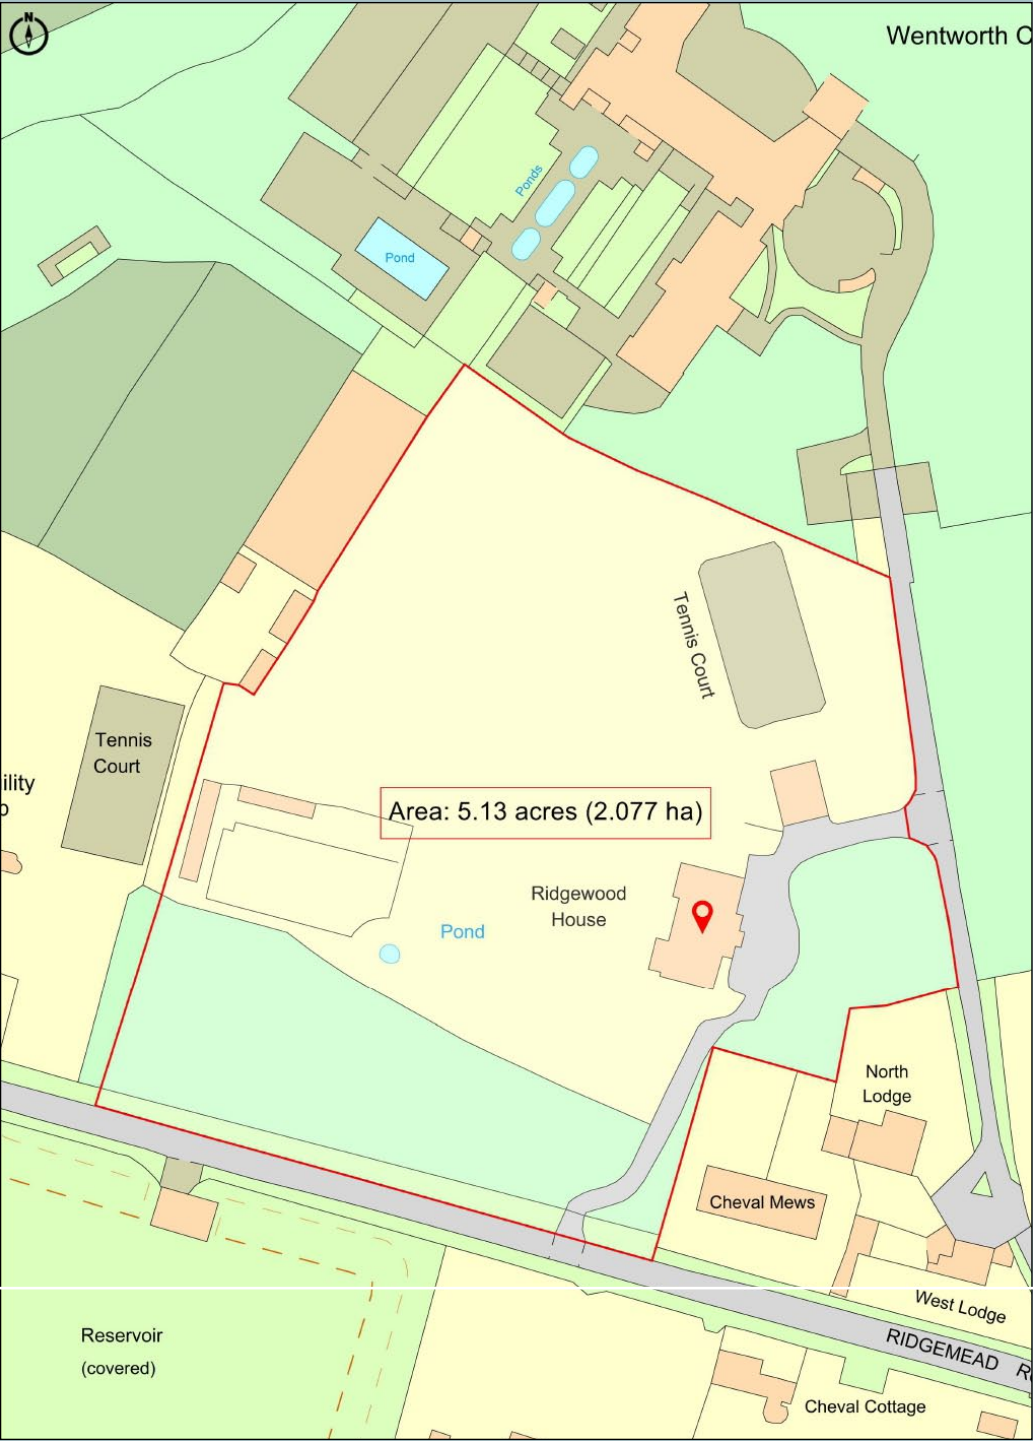 N
Wentworth C
Ponds
Pond
Tennis Court
Tennis
Court
ility
Area: 5.13 acres (2.077 ha)
Ridgewood
House
Pond
North
Lodge
Cheval Mews
West Lodge
Reservoir
(covered)
RIDGEMEAD
Cheval Cottage